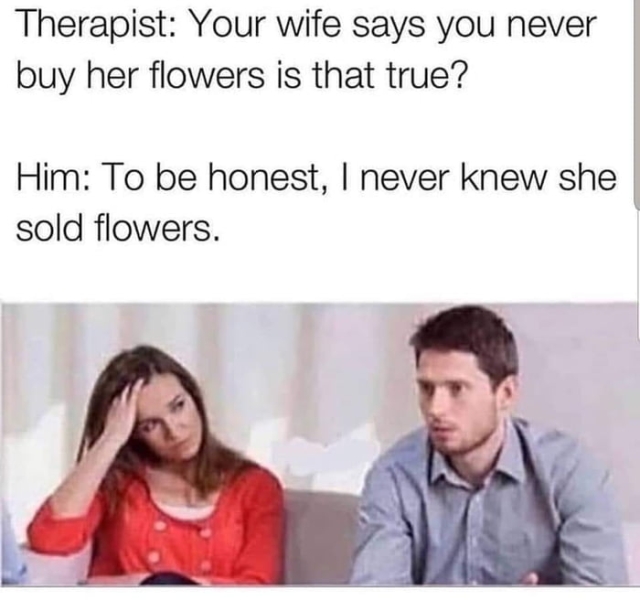 Therapist: Your wife says you never
buy her flowers is that true?
Him: To be honest, I never knew she
sold flowers.